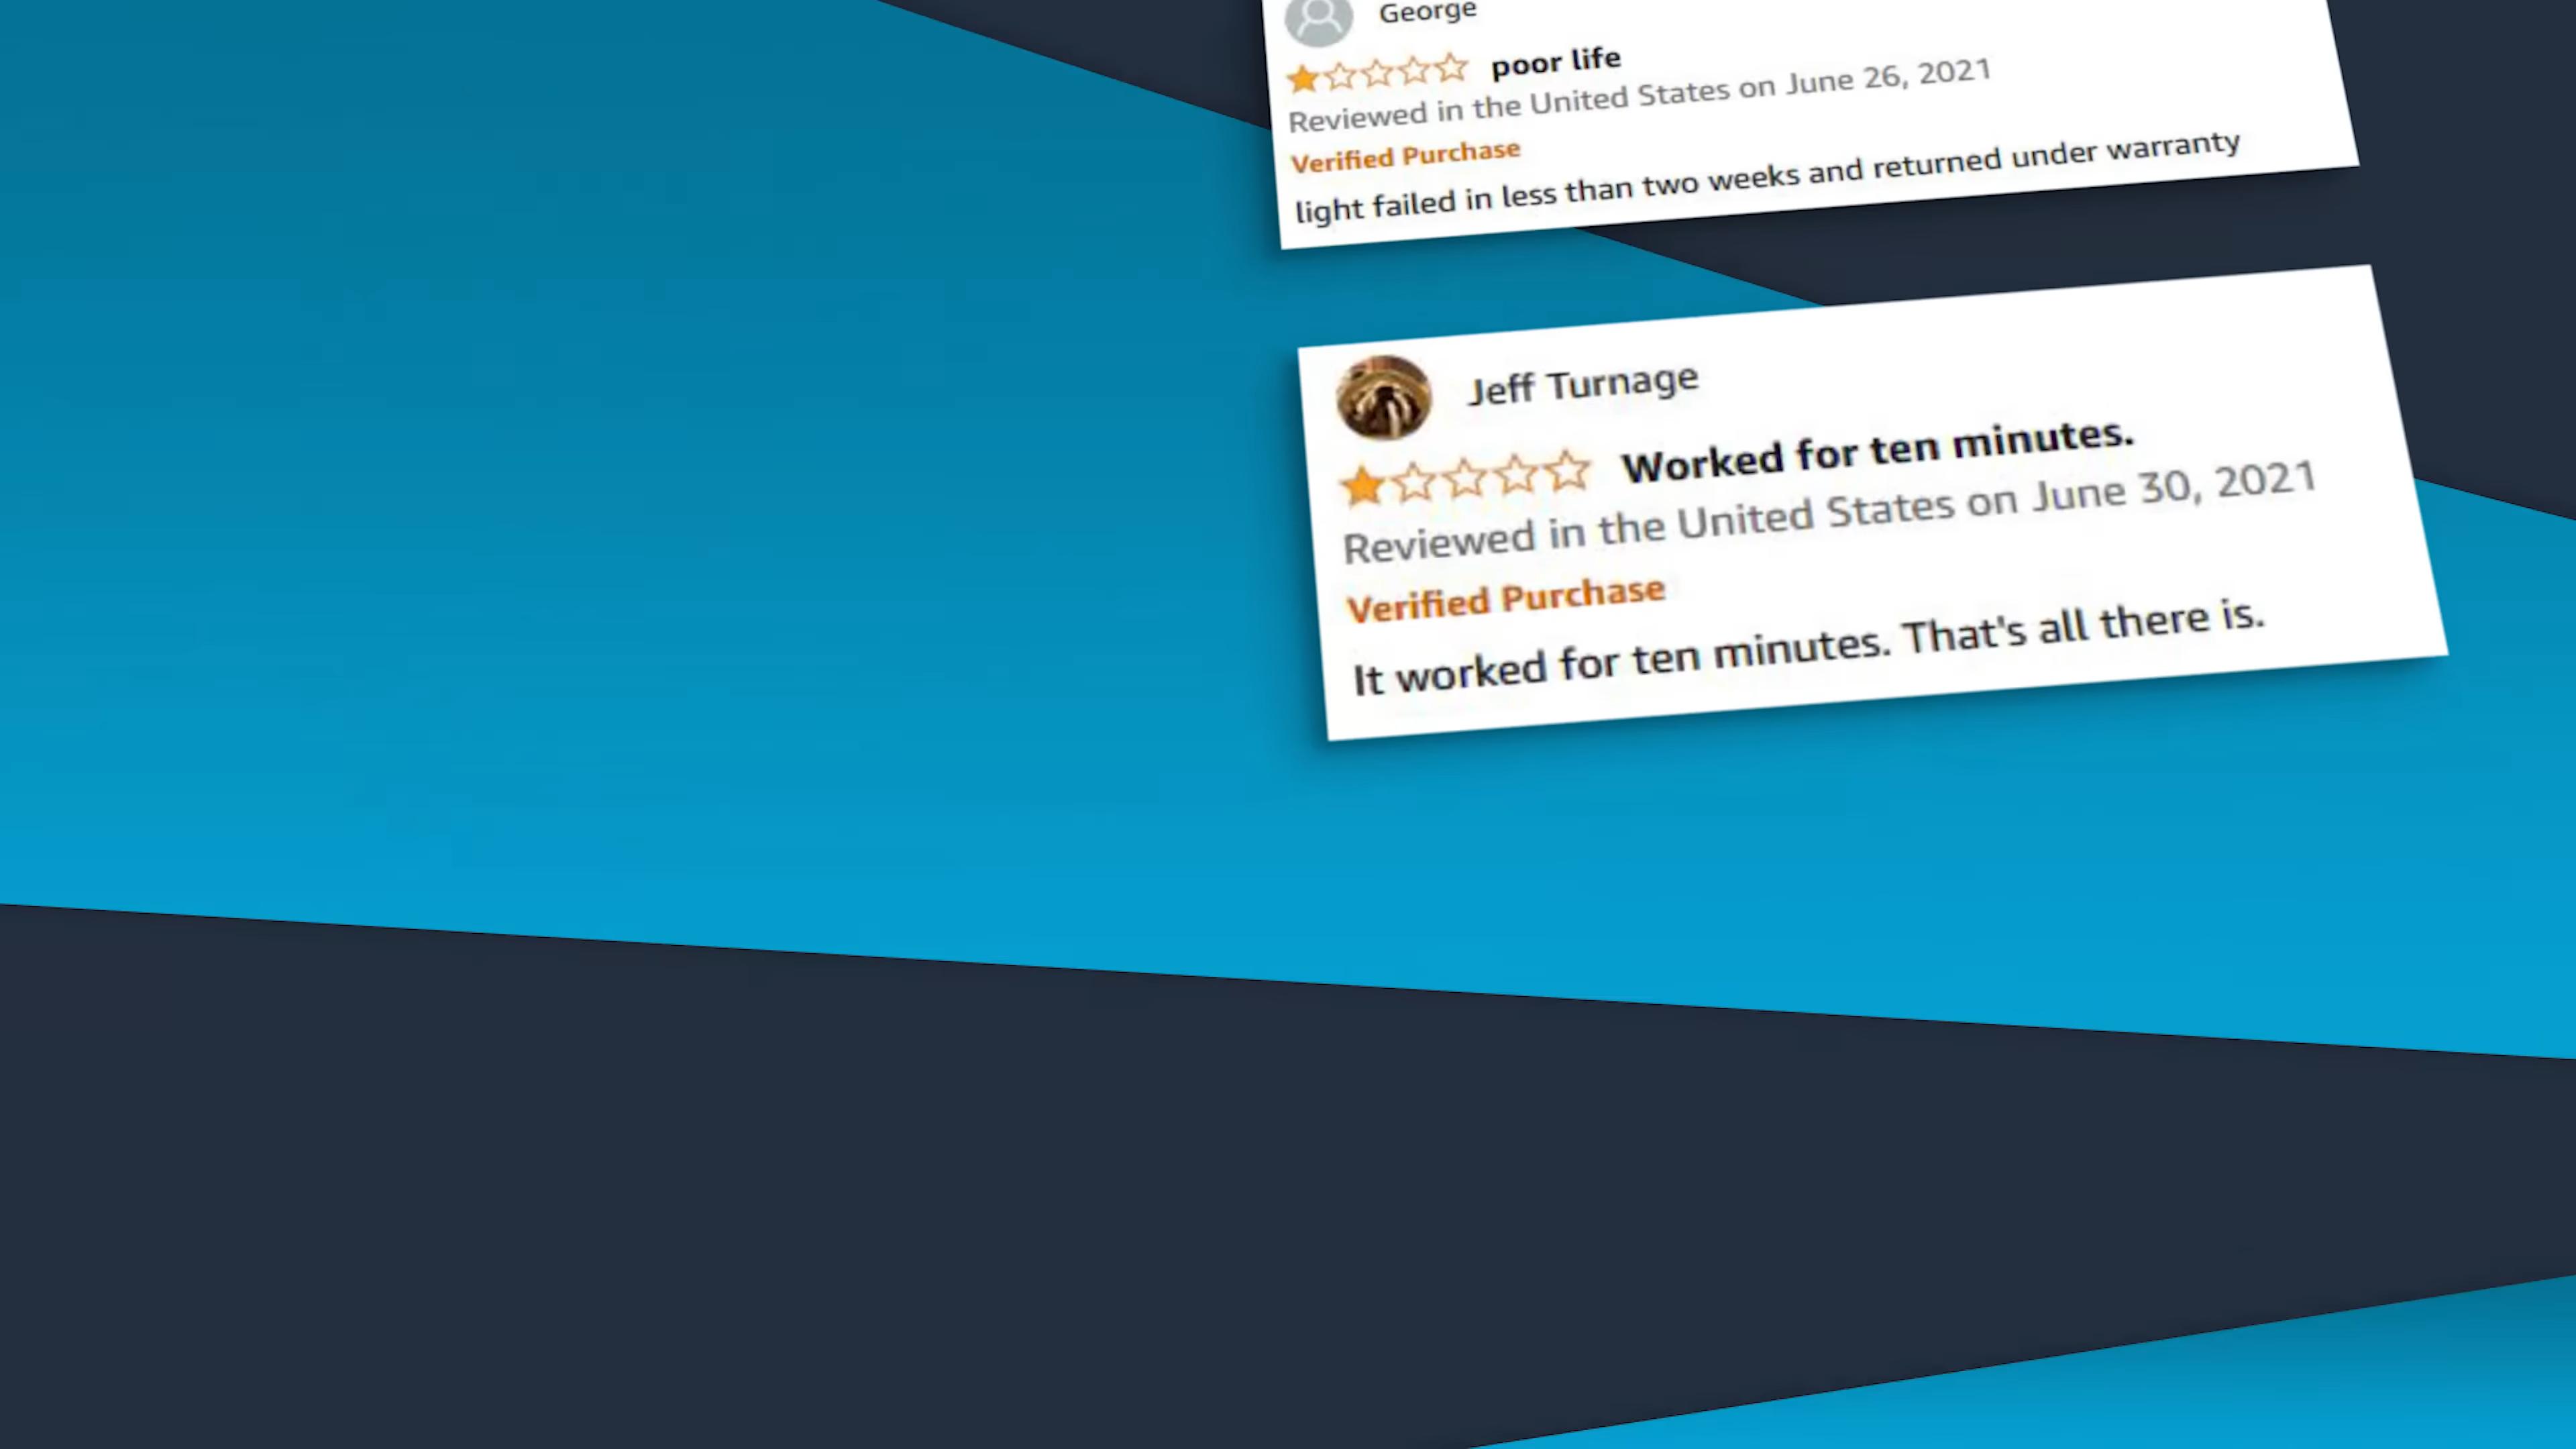 George
poor life
Reviewed in the United States on June 26, 2021
Verified Purchase
light failed in less than two weeks and returned under warranty
Jeff Turnage
Worked for ten minutes.
Reviewed in the United States on June 30, 2021
Verified Purchase
It worked for ten minutes. That's all there is.